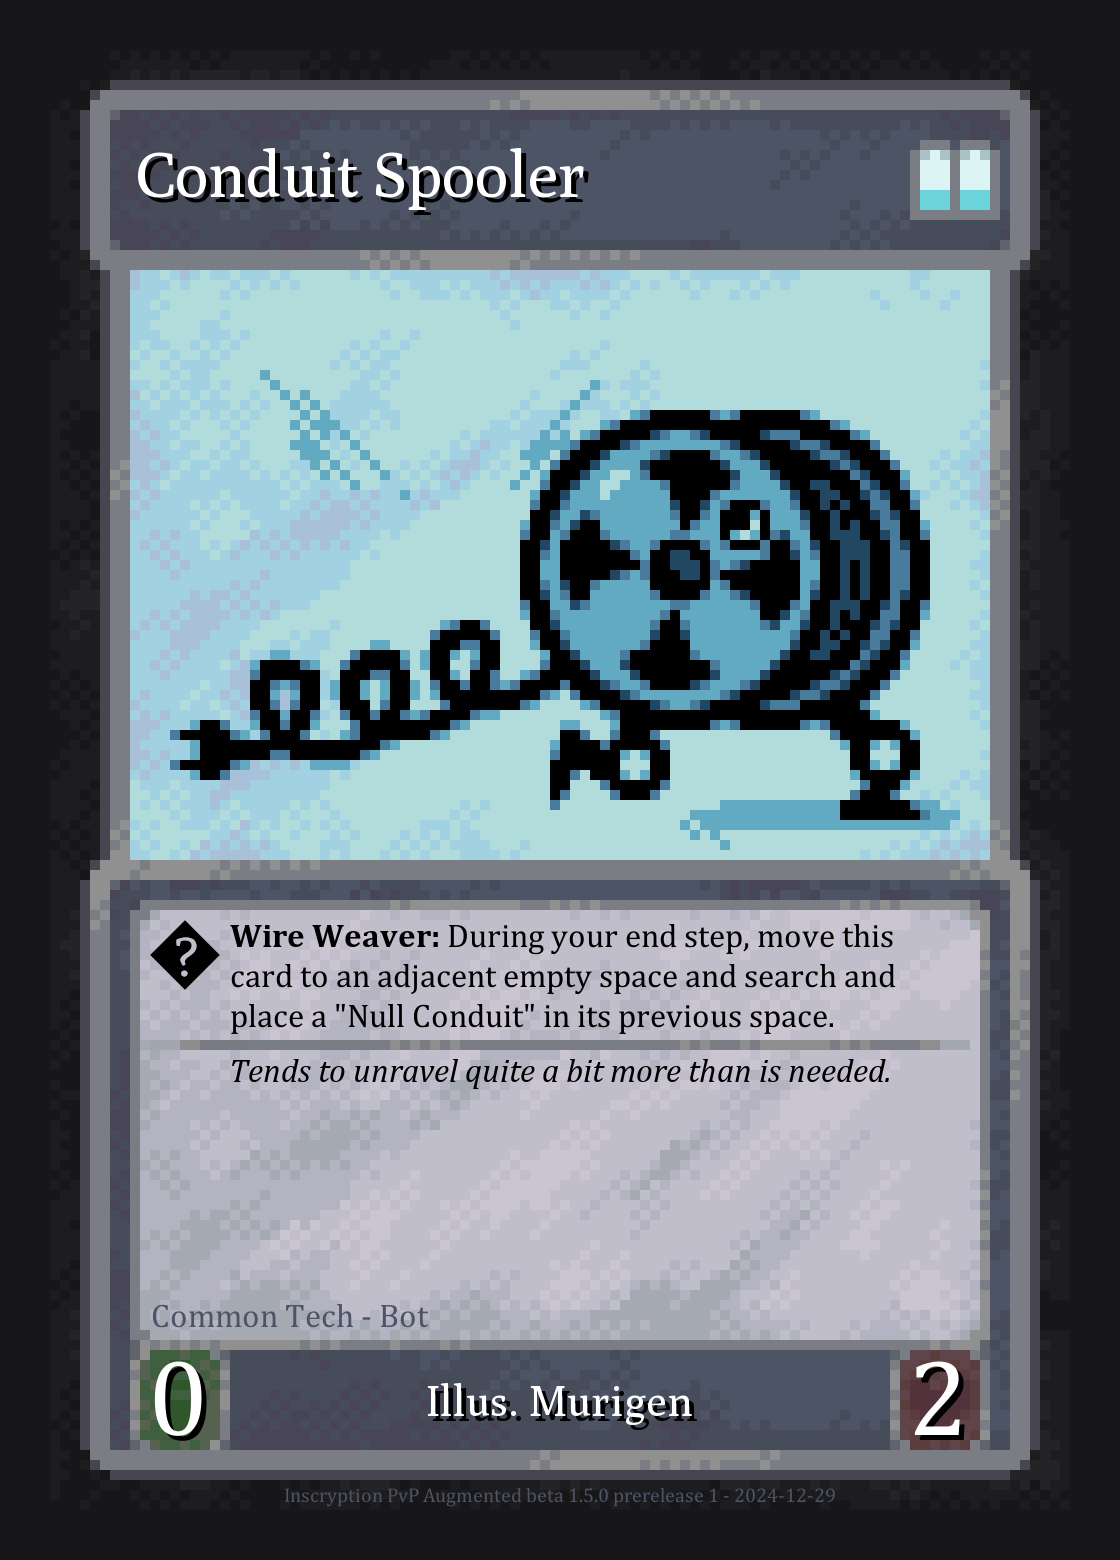 Conduit Spooler
?
Wire Weaver: During your end step, move this
card to an adjacent empty space and search and
place a "Null Conduit" in its previous space.
Tends to unravel quite a bit more than is needed.
Common Tech - Bot
0
Illus. Murigen
2
Inscryption PvP Augmented beta 1.5.0 prerelease 1 - 2024-12-29